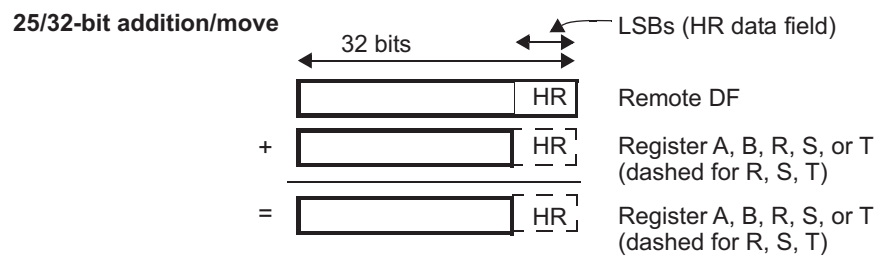 25/32-bit addition/move
LSBs (HR data field)
32 bits
HR
Remote DF
+
HR
Register A, B, R, S, or T
(dashed for R, S, T)
=
HR
Register A, B, R, S, or T
(dashed for R, S, T)